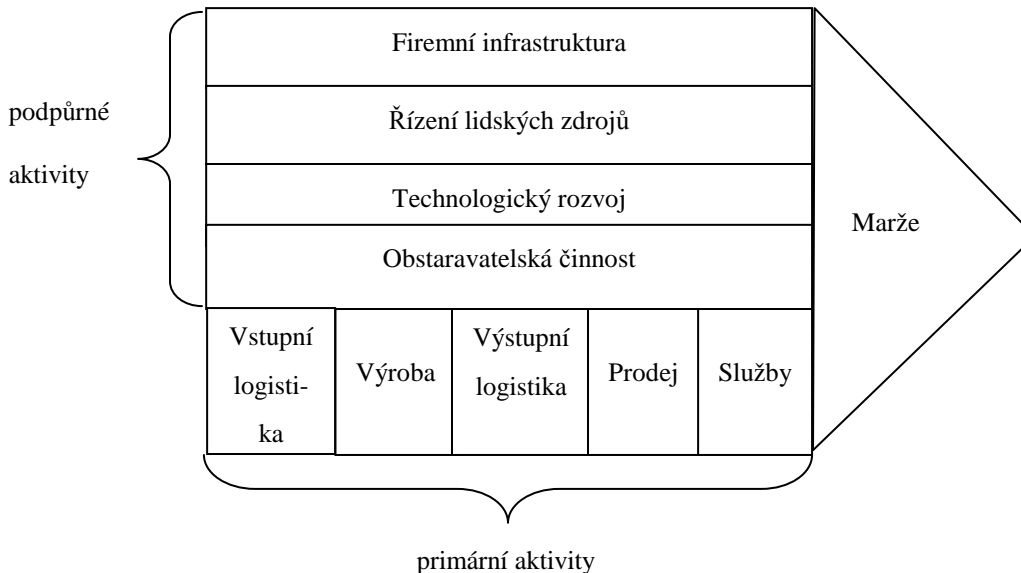 Firemní infrastruktura
podpůrné
aktivity
Řízení lidských zdrojů
Technologický rozvoj
Obstaravatelská činnost
Marže
Vstupní
logisti-
ka
Výroba
Výstupní
logistika
Prodej
Služby
primární aktivity